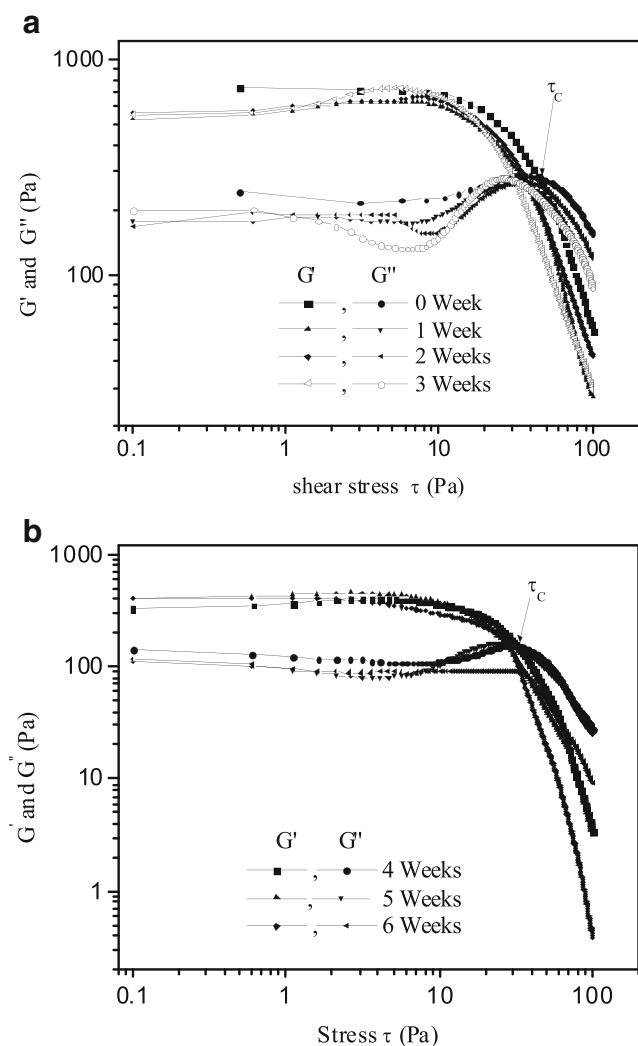 a
1000
τC
G' and G'' (Pa)
100
G' G''
, 0 Week
, 1 Week
, 2 Weeks
, 3 Weeks
0.1 1 10 100
shear stress τ (Pa)
b
1000
τC
100
G' and G'' (Pa)
10
G' G''
, 4 Weeks
, 5 Weeks
1
, 6 Weeks
0.1 1 10 100
Stress τ (Pa)